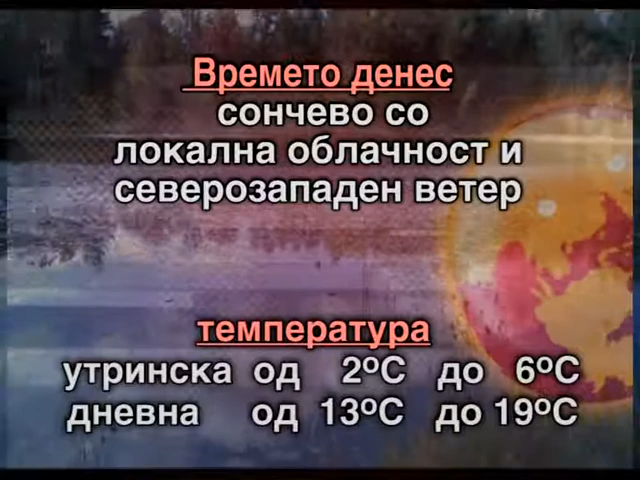 Времето денес
сончево со
локална облачност и
северозападен ветер
температура
утринска од 2ºC до 6ºC
дневна од 13ºC до 19ºC